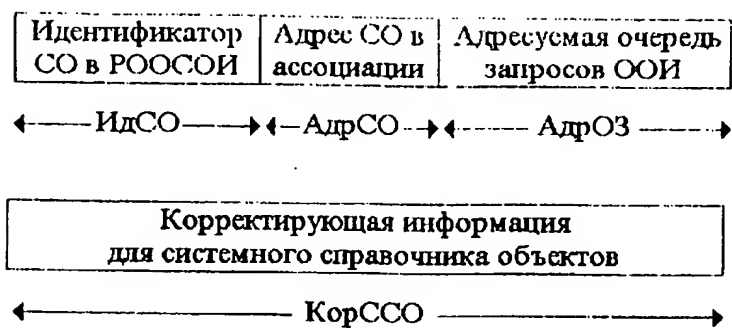 Идентификатор Адрес СО в Адресуемая очередь
СО в РООСОИ ассоциации запросов ООИ
ИдСО АдрСО АдрОЗ
Корректирующая информация
для системного справочника объектов
КорССО